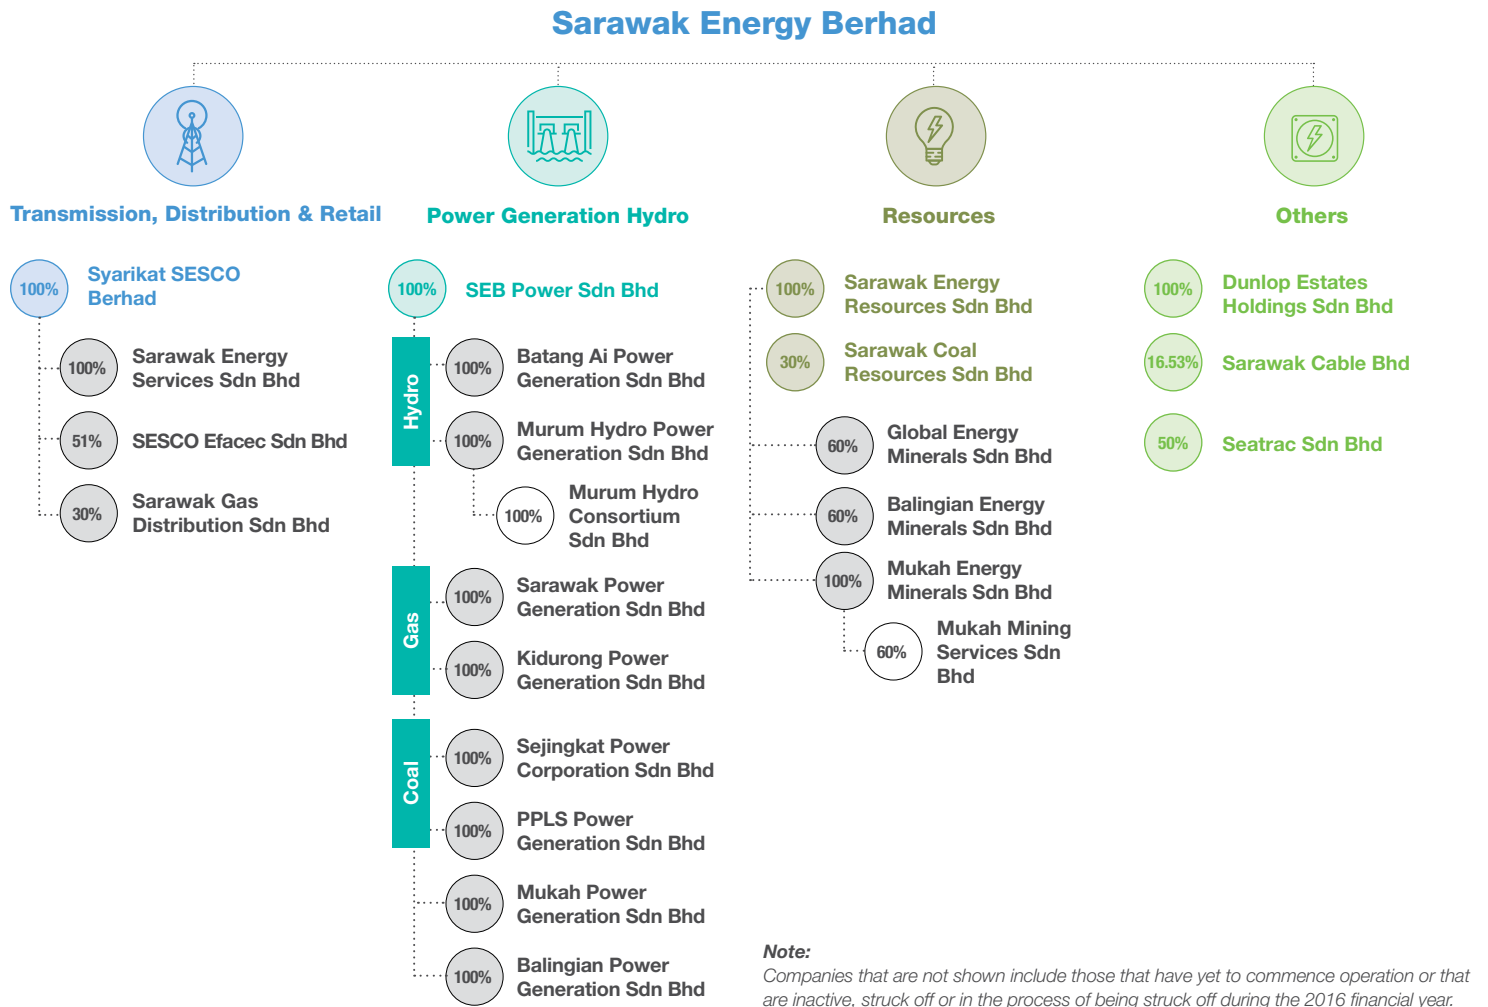 Sarawak Energy Berhad
Transmission, Distribution & Retail
100%
Syarikat SESCO
Berhad
100%
Sarawak Energy
Services Sdn Bhd
51%
SESCO Efacec Sdn Bhd
30%
Sarawak Gas
Distribution Sdn Bhd
Power Generation Hydro
100%
SEB Power Sdn Bhd
Hydro
100%
Batang Ai Power
Generation Sdn Bhd
100%
Murum Hydro Power
Generation Sdn Bhd
100%
Murum Hydro
Consortium
Sdn Bhd
Gas
100%
Sarawak Power
Generation Sdn Bhd
100%
Kidurong Power
Generation Sdn Bhd
Coal
100%
Sejingkat Power
Corporation Sdn Bhd
100%
PPLS Power
Generation Sdn Bhd
100%
Mukah Power
Generation Sdn Bhd
100%
Balingian Power
Generation Sdn Bhd
Resources
100%
Sarawak Energy
Resources Sdn Bhd
30%
Sarawak Coal
Resources Sdn Bhd
60%
Global Energy
Minerals Sdn Bhd
60%
Balingian Energy
Minerals Sdn Bhd
100%
Mukah Energy
Minerals Sdn Bhd
60%
Mukah Mining
Services Sdn
Bhd
Others
100%
Dunlop Estates
Holdings Sdn Bhd
16.53%
Sarawak Cable Bhd
50%
Seatrac Sdn Bhd
Note:
Companies that are not shown include those that have yet to commence operation or that
are inactive, struck off or in the process of being struck off during the 2016 financial year.